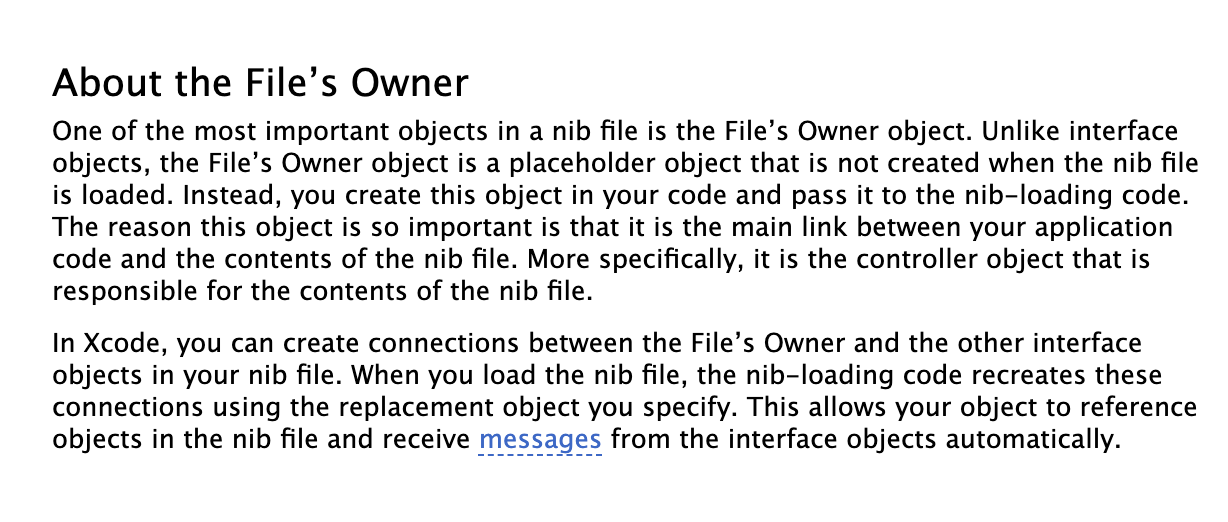 About the File’s Owner
One of the most important objects in a nib file is the File’s Owner object. Unlike interface
objects, the File’s Owner object is a placeholder object that is not created when the nib file
is loaded. Instead, you create this object in your code and pass it to the nib-loading code.
The reason this object is so important is that it is the main link between your application
code and the contents of the nib file. More specifically, it is the controller object that is
responsible for the contents of the nib file.
In Xcode, you can create connections between the File’s Owner and the other interface
objects in your nib file. When you load the nib file, the nib-loading code recreates these
connections using the replacement object you specify. This allows your object to reference
objects in the nib file and receive messages from the interface objects automatically.